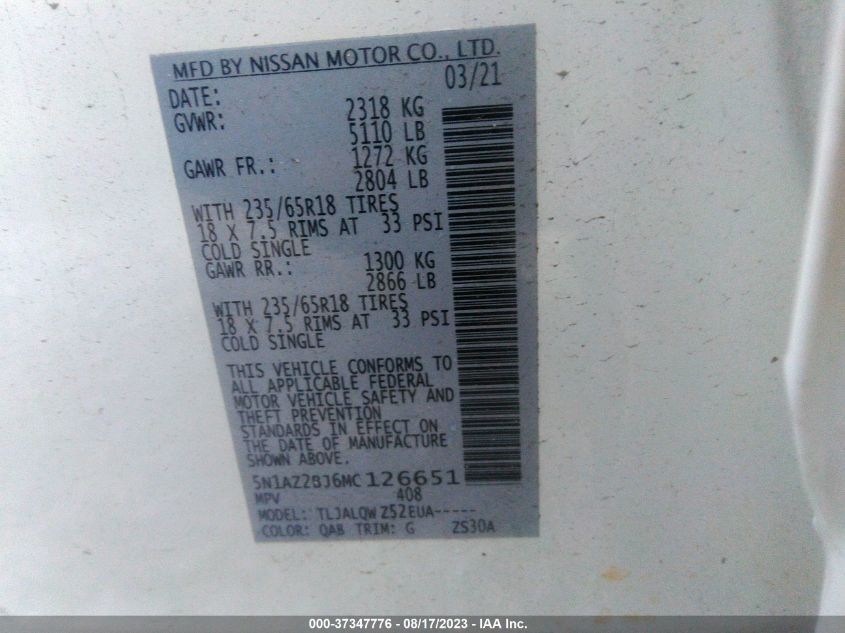 MFD BY NISSAN MOTOR CO., LTD.
DATE: 03/21
GVWR: 2318 KG
5110 LB
GAWR FR.: 1272 KG
2804 LB
WITH 235/65R18 TIRES
18 X 7.5 RIMS AT 33 PSI
COLD SINGLE
GAWR RR.: 1300 KG
2866 LB
WITH 235/65R18 TIRES
18 X 7.5 RIMS AT 33 PSI
COLD SINGLE
THIS VEHICLE CONFORMS TO
ALL APPLICABLE FEDERAL
MOTOR VEHICLE SAFETY AND
THEFT PREVENTION
STANDARDS IN EFFECT ON
THE DATE OF MANUFACTURE
SHOWN ABOVE.
5N1AZ2BJ6MC126651
MPV 408
MODEL: TLJALQW Z52EUA-----
COLOR: QAB TRIM: G ZS30A
000-37347776 - 08/17/2023 - IAA Inc.